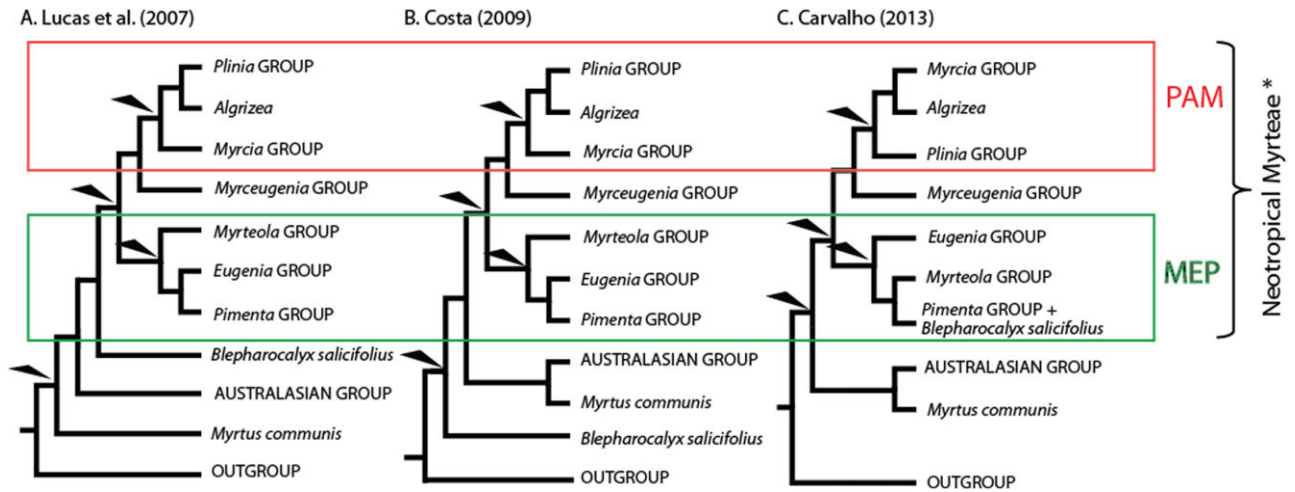 A. Lucas et al. (2007)
Plinia GROUP
Algrizea
Myrcia GROUP
Myrceugenia GROUP
Myrteola GROUP
Eugenia GROUP
Pimenta GROUP
Blepharocalyx salicifolius
AUSTRALASIAN GROUP
Myrtus communis
OUTGROUP
B. Costa (2009)
Plinia GROUP
Algrizea
Myrcia GROUP
Myrceugenia GROUP
Myrteola GROUP
Eugenia GROUP
Pimenta GROUP
AUSTRALASIAN GROUP
Myrtus communis
Blepharocalyx salicifolius
OUTGROUP
C. Carvalho (2013)
Myrcia GROUP
Algrizea
Plinia GROUP
Myrceugenia GROUP
Eugenia GROUP
Myrteola GROUP
Pimenta GROUP +
Blepharocalyx salicifolius
AUSTRALASIAN GROUP
Myrtus communis
OUTGROUP
PAM
MEP
Neotropical Myrteae *